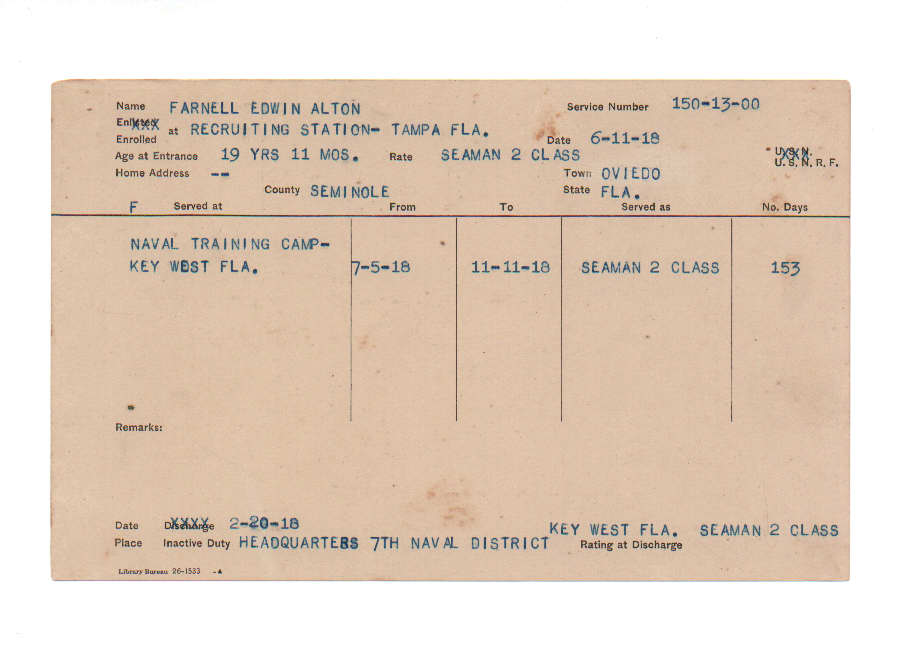 Name FARNELL EDWIN ALTON Service Number 150-13-00
Enlisted XXX
Enrolled at RECRUITING STATION- TAMPA FLA. Date 6-11-18
Age at Entrance 19 YRS 11 MOS. Rate SEAMAN 2 CLASS U.S.N. XXX
U. S. N. R. F.
Home Address -- Town OVIEDO
County SEMINOLE State FLA.
F Served at From To Served as No. Days
NAVAL TRAINING CAMP-
KEY WEST FLA. 7-5-18 11-11-18 SEAMAN 2 CLASS 153
Remarks:
Date Discharge XXXX 2-20-18 KEY WEST FLA. SEAMAN 2 CLASS
Place Inactive Duty HEADQUARTERS 7TH NAVAL DISTRICT Rating at Discharge
Library Bureau 26-1533 -A